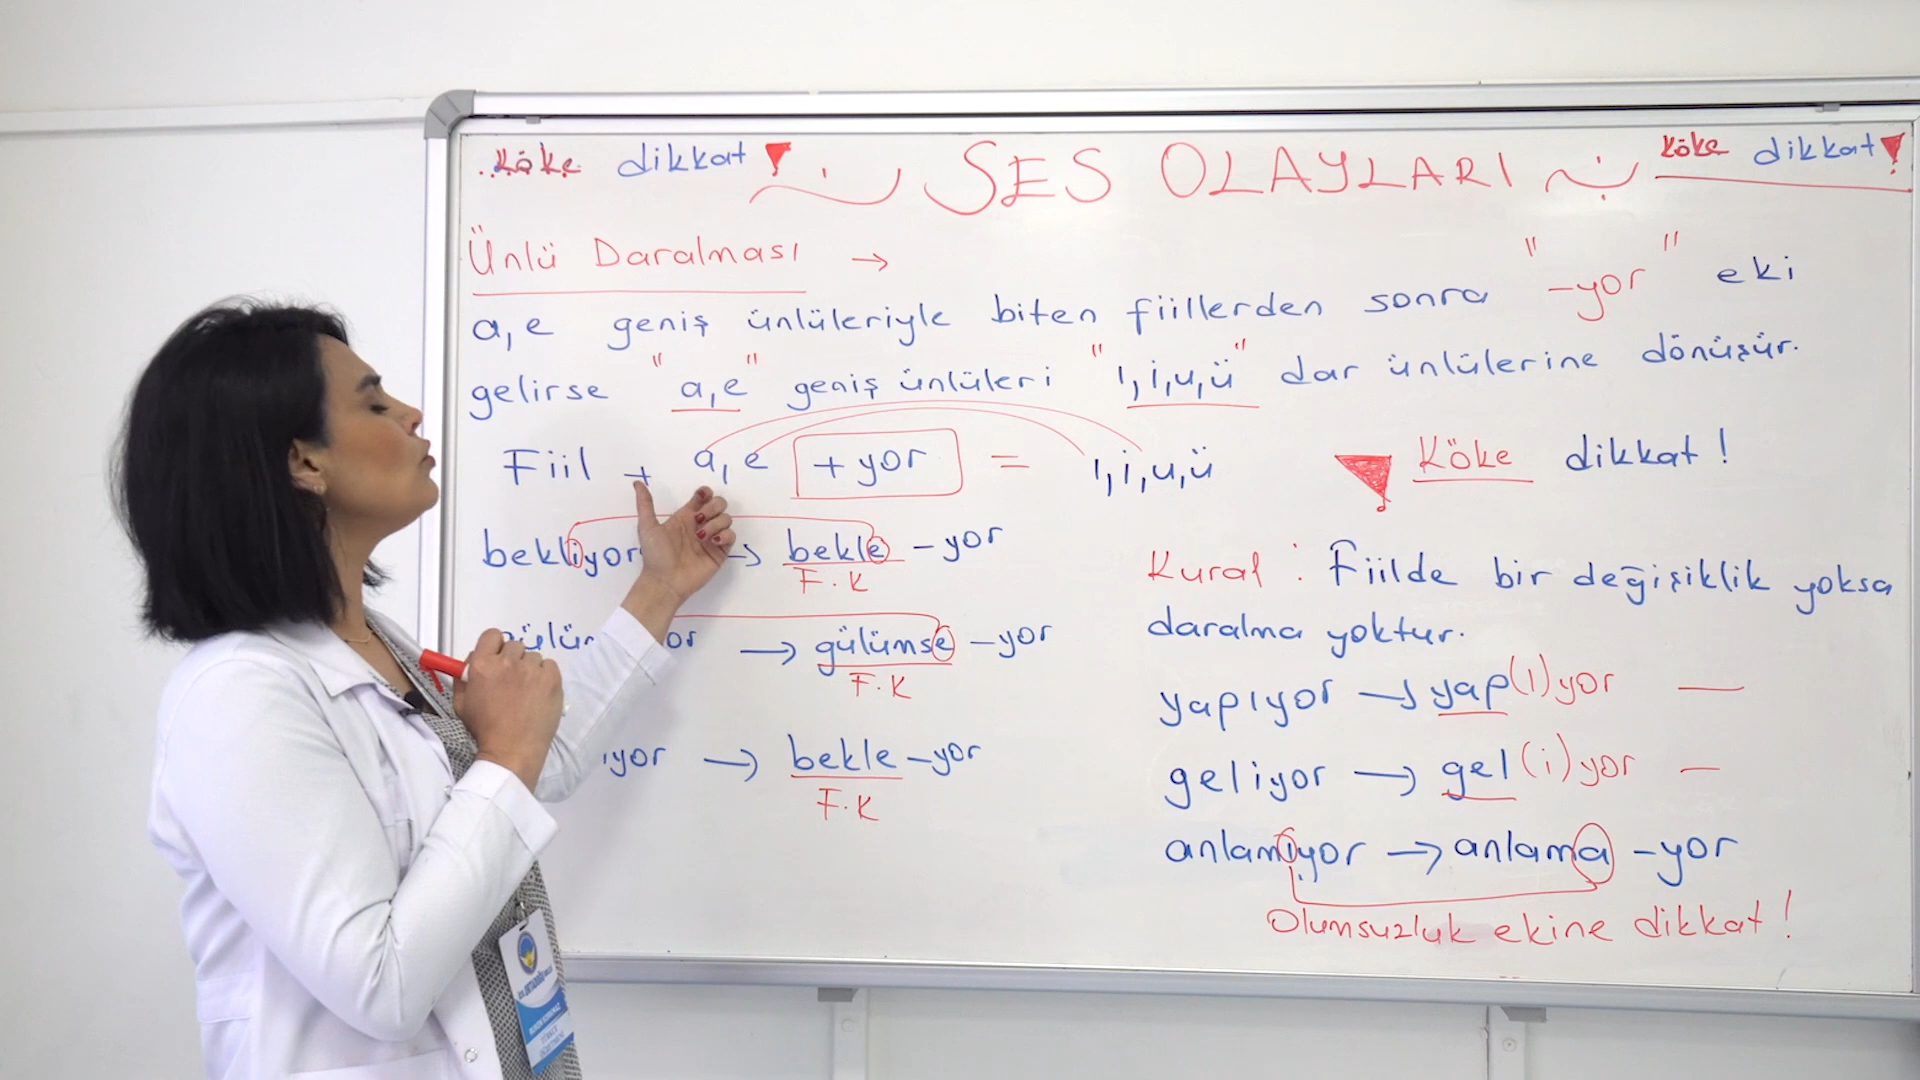 Köke dikkat !
SES OLAYLARI
Köke dikkat !
Ünlü Daralması →
a, e geniş ünlüleriyle biten fiillerden sonra "-yor" eki
gelirse "a, e" geniş ünlüleri "ı, i, u, ü" dar ünlülerine dönüşür.
Fiil + a, e + yor = ı, i, u, ü
Köke dikkat !
bekliyor → bekle -yor
F.K
→ gülümse -yor
F.K
ıyor → bekle -yor
F.K
Kural : Fiilde bir değişiklik yoksa
daralma yoktur.
yapıyor → yap(ı)yor —
geliyor → gel(i)yor —
anlamıyor → anlama -yor
Olumsuzluk ekine dikkat !